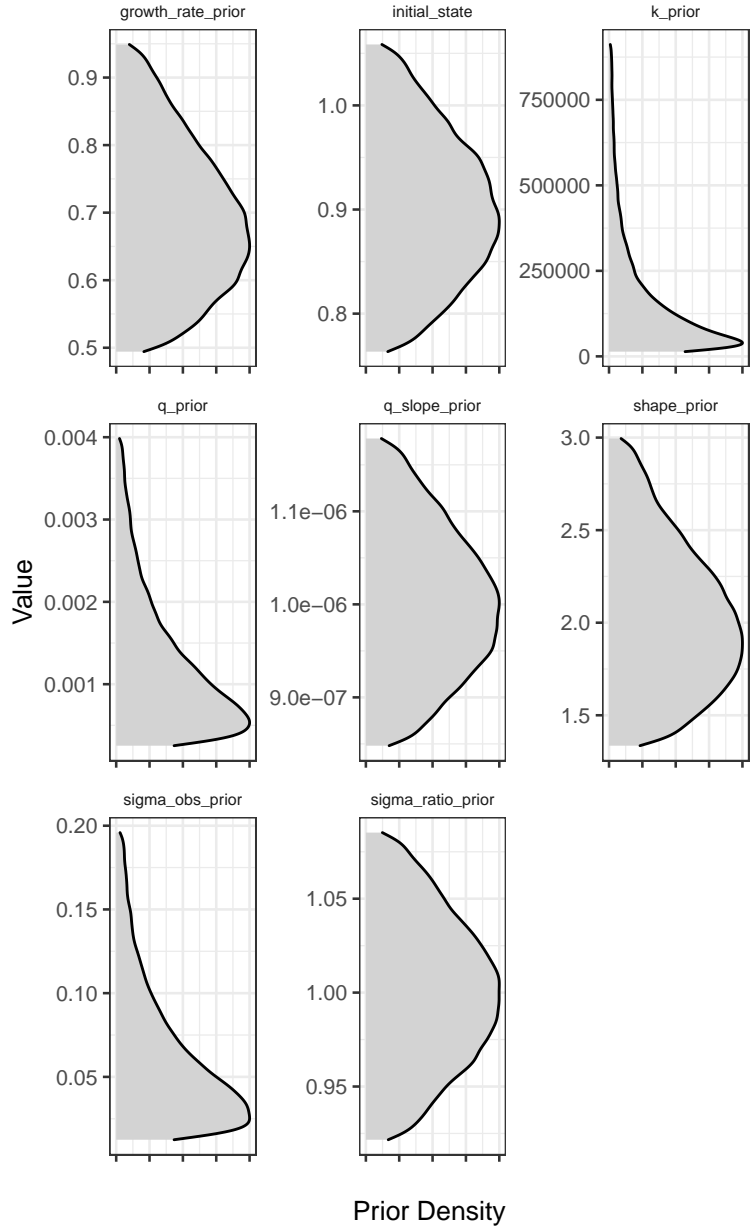 growth_rate_prior
initial_state
k_prior
0.9
0.8
0.7
0.6
0.5
1.0
0.9
0.8
750000
500000
250000
0
q_prior
q_slope_prior
shape_prior
0.004
0.003
0.002
0.001
1.1e−06
1.0e−06
9.0e−07
3.0
2.5
2.0
1.5
Value
sigma_obs_prior
sigma_ratio_prior
0.20
0.15
0.10
0.05
1.05
1.00
0.95
Prior Density